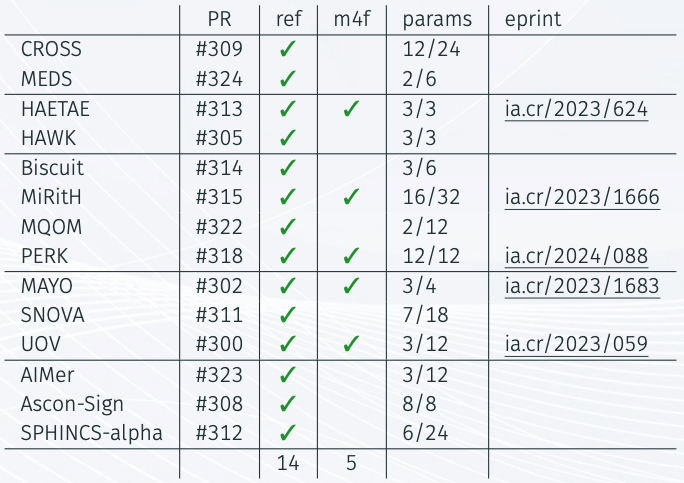 PR ref m4f params eprint
CROSS #309 ✓ 12/24
MEDS #324 ✓ 2/6
HAETAE #313 ✓ ✓ 3/3 ia.cr/2023/624
HAWK #305 ✓ 3/3
Biscuit #314 ✓ 3/6
MiRitH #315 ✓ ✓ 16/32 ia.cr/2023/1666
MQOM #322 ✓ 2/12
PERK #318 ✓ ✓ 12/12 ia.cr/2024/088
MAYO #302 ✓ ✓ 3/4 ia.cr/2023/1683
SNOVA #311 ✓ 7/18
UOV #300 ✓ ✓ 3/12 ia.cr/2023/059
AIMer #323 ✓ 3/12
Ascon-Sign #308 ✓ 8/8
SPHINCS-alpha #312 ✓ 6/24
14 5